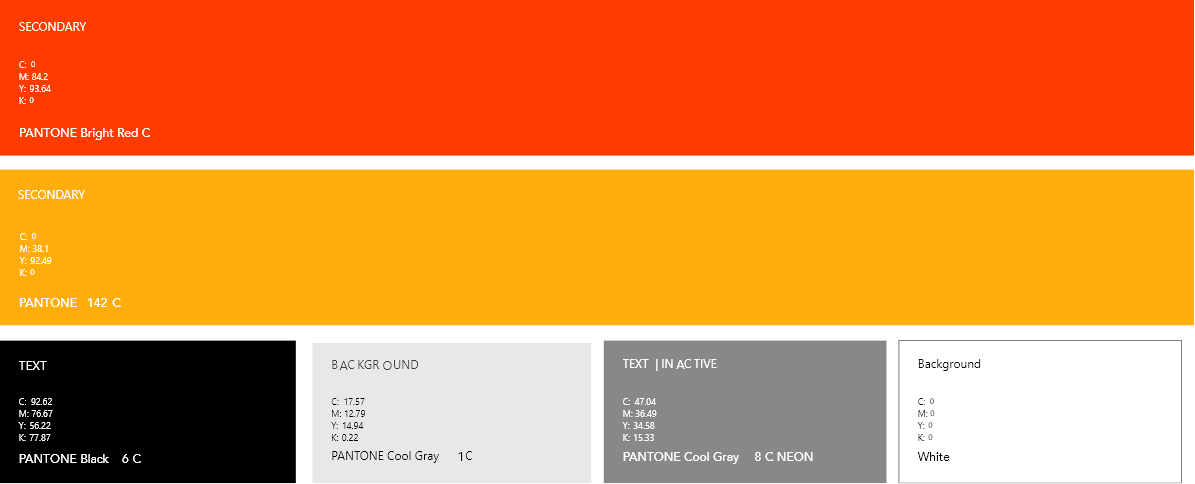 SECONDARY
C: 0
M: 84.2
Y: 93.64
K: 0
PANTONE Bright Red C
SECONDARY
C: 0
M: 38.1
Y: 92.49
K: 0
PANTONE 142 C
TEXT
C: 92.62
M: 76.67
Y: 56.22
K: 77.87
PANTONE Black 6 C
BACKGROUND
C: 17.57
M: 12.79
Y: 14.94
K: 0.22
PANTONE Cool Gray 1 C
TEXT | INACTIVE
C: 47.04
M: 36.49
Y: 34.58
K: 15.33
PANTONE Cool Gray 8 C NEON
Background
C: 0
M: 0
Y: 0
K: 0
White